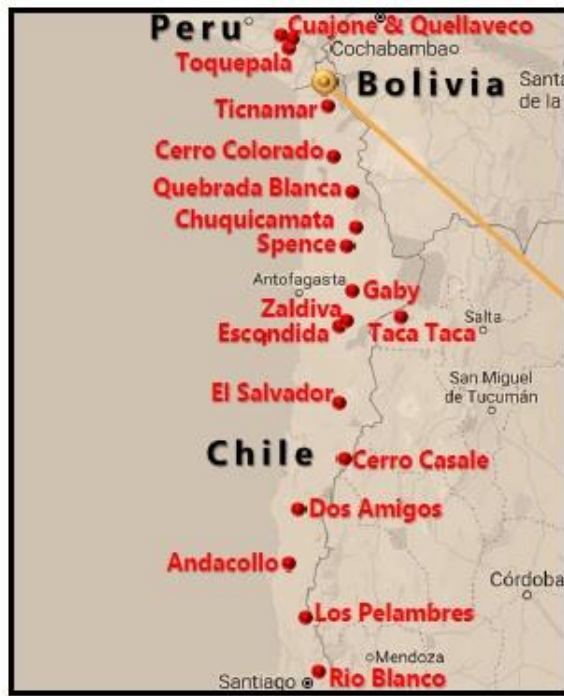 Peru
Cuajone & Quellaveco
Cochabamba
Toquepala
Bolivia
Santa
de la
Ticnamar
Cerro Colorado
Quebrada Blanca
Chuquicamata
Spence
Antofagasta
Gaby
Zaldiva
Escondida
Taca Taca
Salta
San Miguel
de Tucumán
El Salvador
Chile
Cerro Casale
Dos Amigos
Andacollo
Córdoba
Los Pelambres
Mendoza
Santiago
Rio Blanco